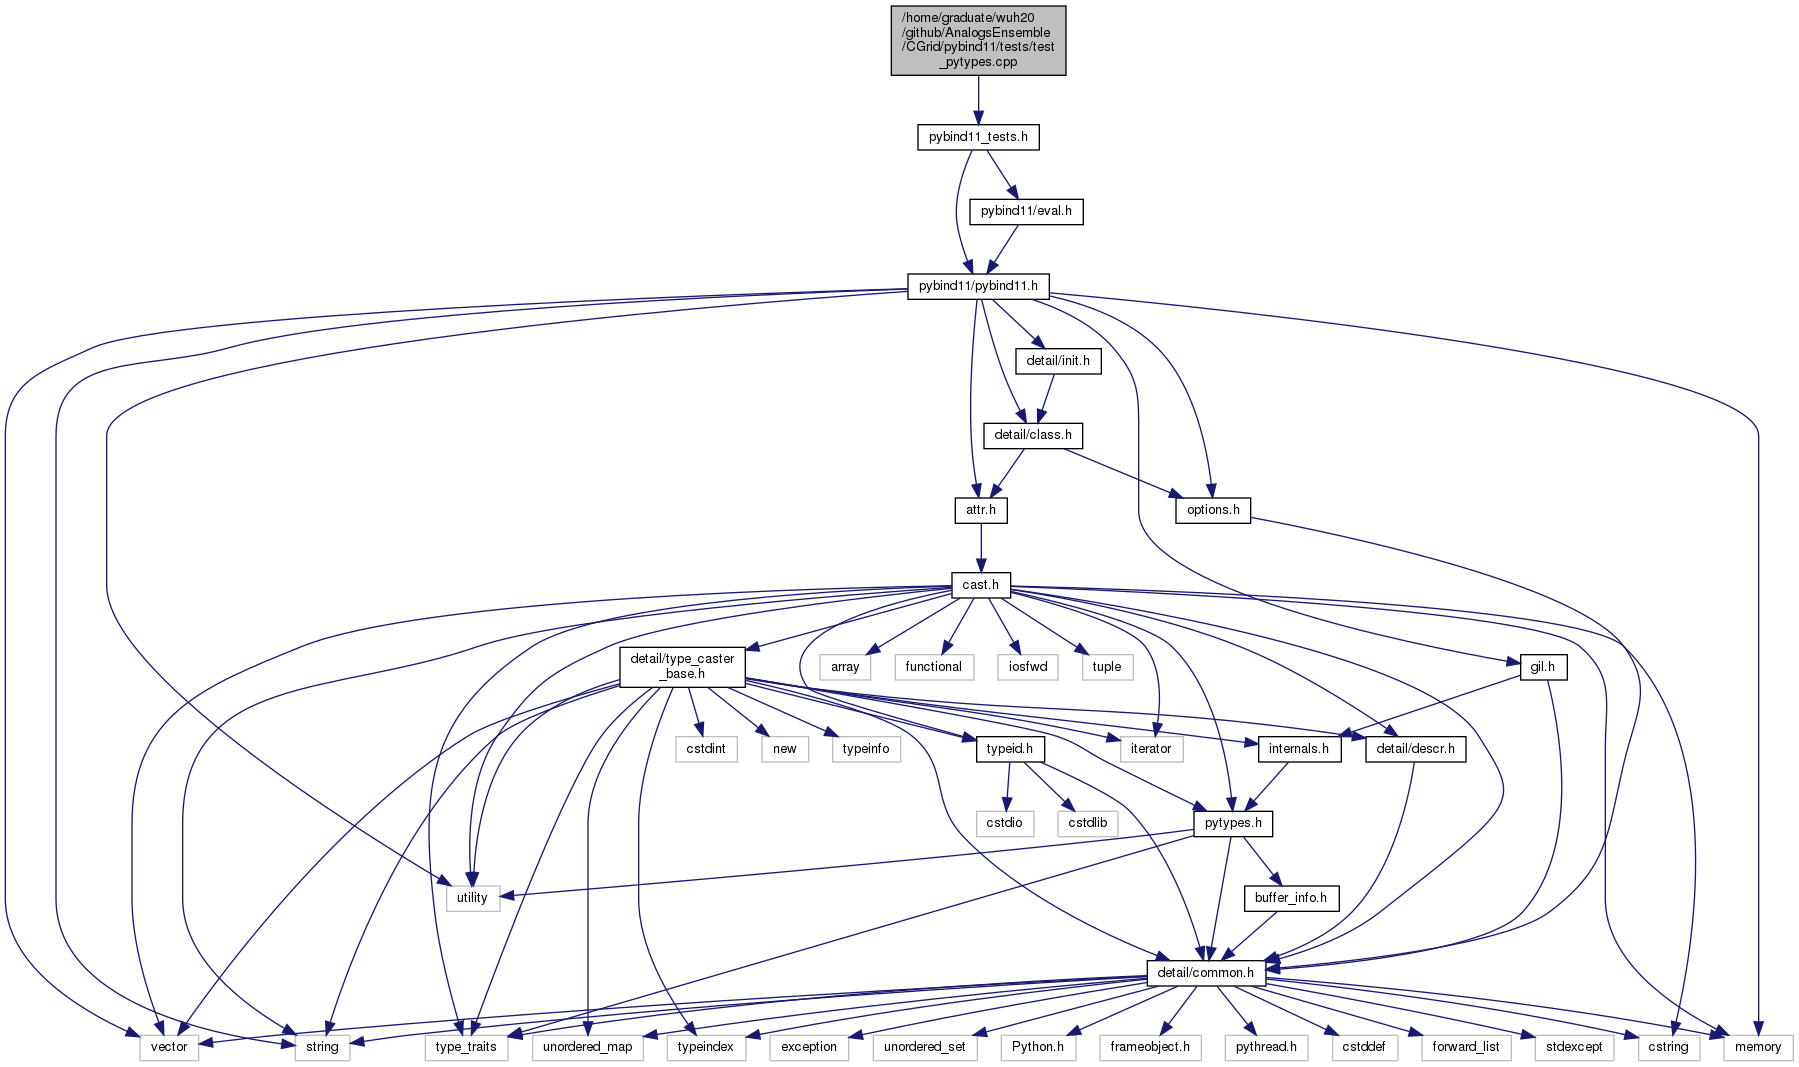 /home/graduate/wuh20
/github/AnalogsEnsemble
/CGrid/pybind11/tests/test
_pytypes.cpp
pybind11_tests.h
pybind11/eval.h
pybind11/pybind11.h
detail/init.h
detail/class.h
attr.h
options.h
cast.h
detail/type_caster
_base.h
array
functional
iosfwd
tuple
gil.h
cstdint
new
typeinfo
typeid.h
iterator
internals.h
detail/descr.h
cstdio
cstdlib
pytypes.h
utility
buffer_info.h
detail/common.h
vector
string
type_traits
unordered_map
typeindex
exception
unordered_set
Python.h
frameobject.h
pythread.h
cstddef
forward_list
stdexcept
cstring
memory